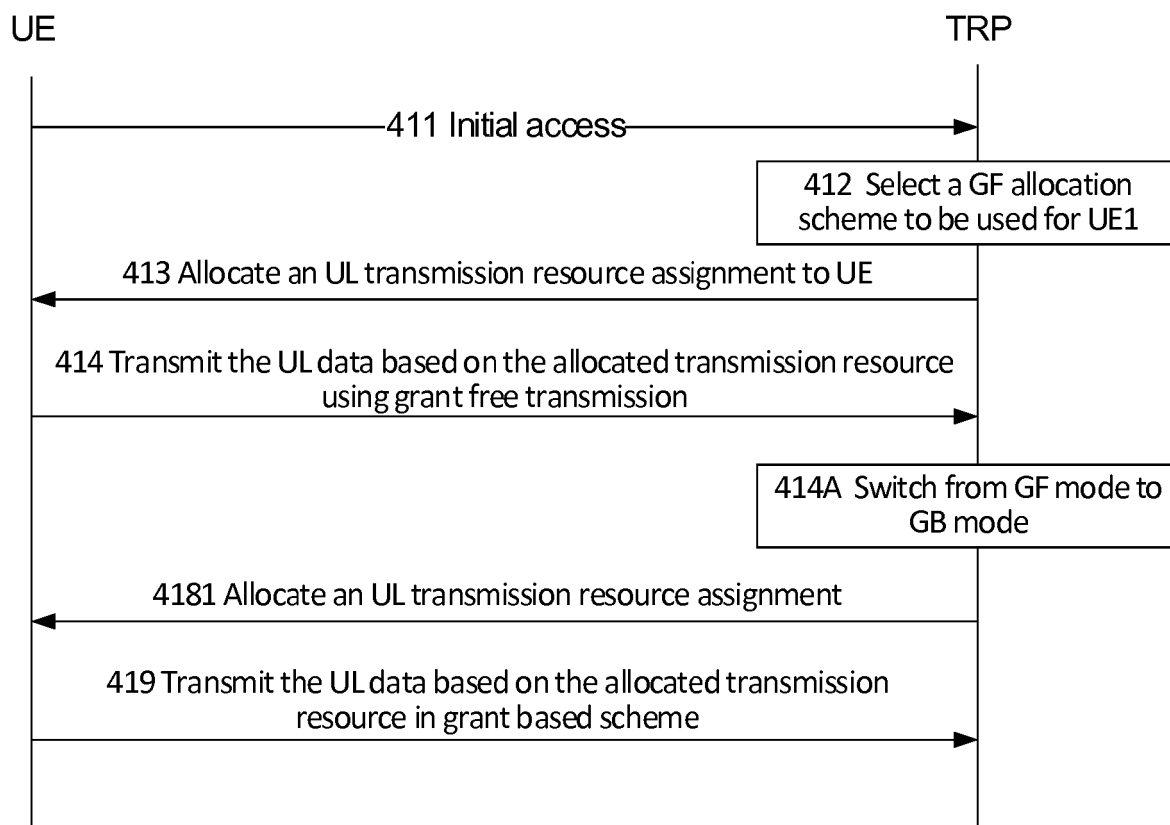 UE
TRP
411 Initial access
412 Select a GF allocation
scheme to be used for UE1
413 Allocate an UL transmission resource assignment to UE
414 Transmit the UL data based on the allocated transmission resource
using grant free transmission
414A Switch from GF mode to
GB mode
4181 Allocate an UL transmission resource assignment
419 Transmit the UL data based on the allocated transmission
resource in grant based scheme